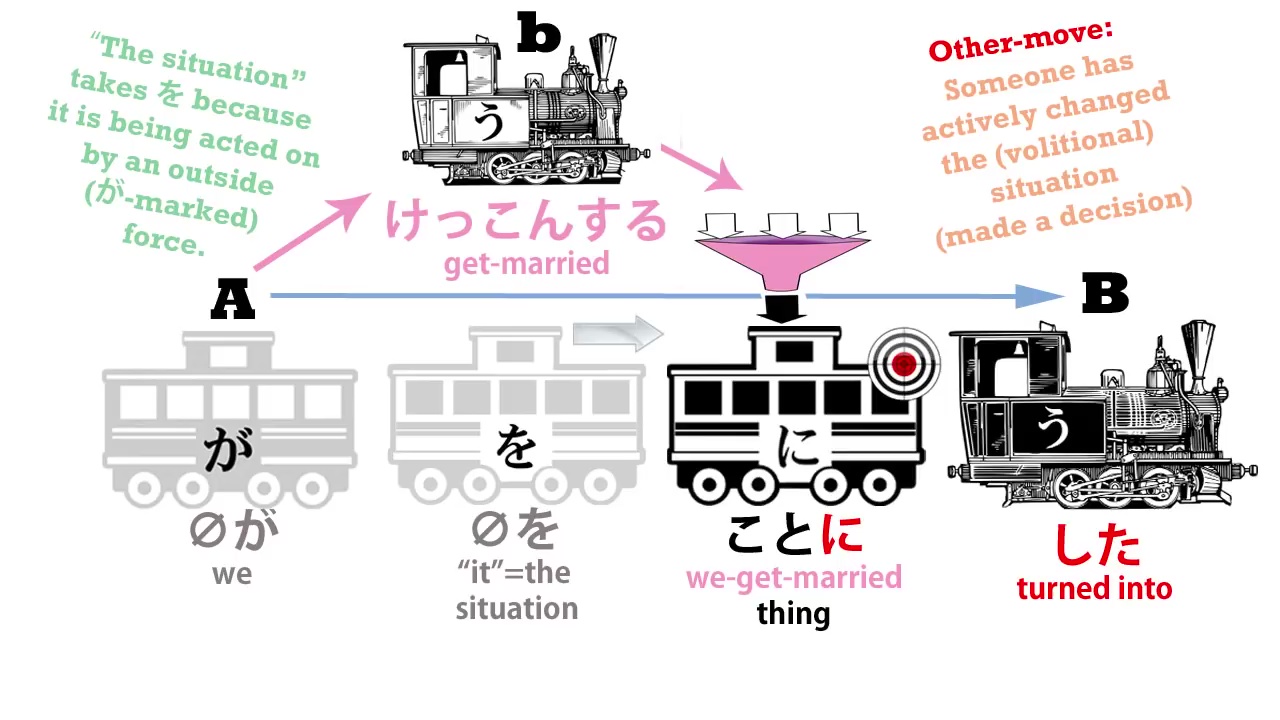 “The situation”
takes を because
it is being acted on
by an outside
(が-marked)
force.
b
う
けっこんする
get-married
Other-move:
Someone has
actively changed
the (volitional)
situation
(made a decision)
A
B
が
を
に
う
∅が
we
∅を
“it”=the
situation
ことに
we-get-married
thing
した
turned into